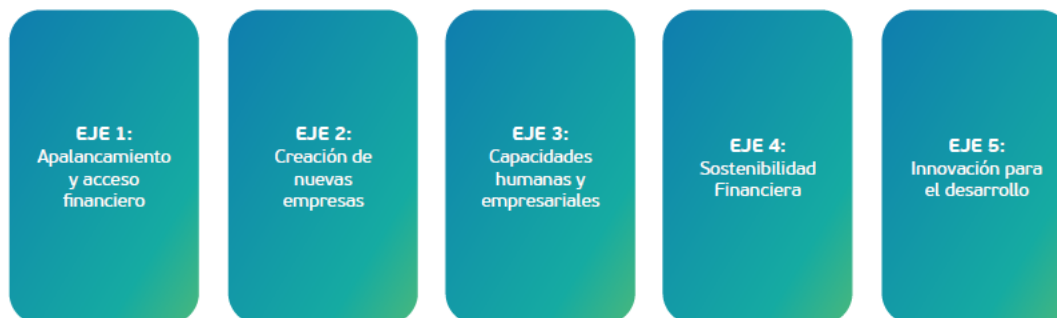 EJE 1:
Apalancamiento
y acceso
financiero
EJE 2:
Creación de
nuevas
empresas
EJE 3:
Capacidades
humanas y
empresariales
EJE 4:
Sostenibilidad
Financiera
EJE 5:
Innovación para
el desarrollo